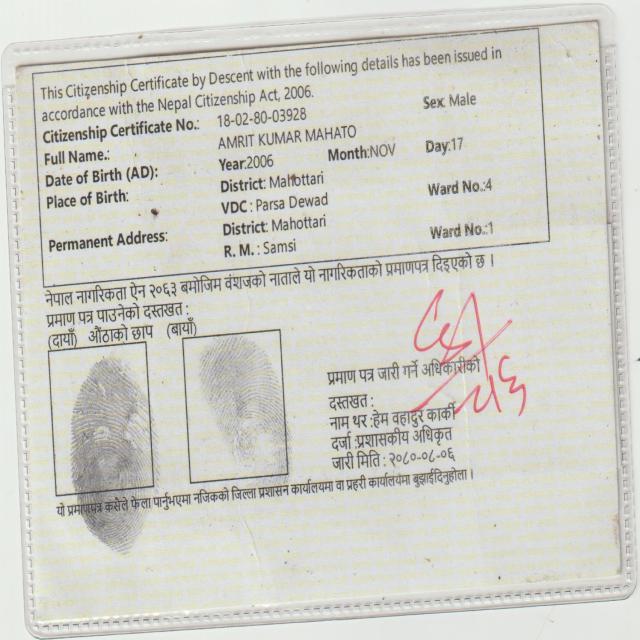 This Citizenship Certificate by Descent with the following details has been issued in
accordance with the Nepal Citizenship Act, 2006.
Citizenship Certificate No.: 18-02-80-03928 Sex: Male
Full Name.: AMRIT KUMAR MAHATO
Date of Birth (AD): Year:2006 Month:NOV Day:17
Place of Birth: District: Mahottari
VDC : Parsa Dewad Ward No.:4
Permanent Address: District: Mahottari
R. M. : Samsi Ward No.:1
नेपाल नागरिकता ऐन २०६३ बमोजिम वंशजको नाताले यो नागरिकताको प्रमाणपत्र दिइएको छ ।
प्रमाण पत्र पाउनेको दस्तखत :
(दायाँ) औंठाको छाप (बायाँ)
प्रमाण पत्र जारी गर्ने अधिकारीको
दस्तखत :
नाम थर :हेम वहादुर कार्की
दर्जा :प्रशासकीय अधिकृत
जारी मिति : २०८०-०८-०६
यो प्रमाणपत्र कसैले फेला पार्नुभएमा नजिकको जिल्ला प्रशासन कार्यालयमा वा प्रहरी कार्यालयमा बुझाईदिनुहोला ।